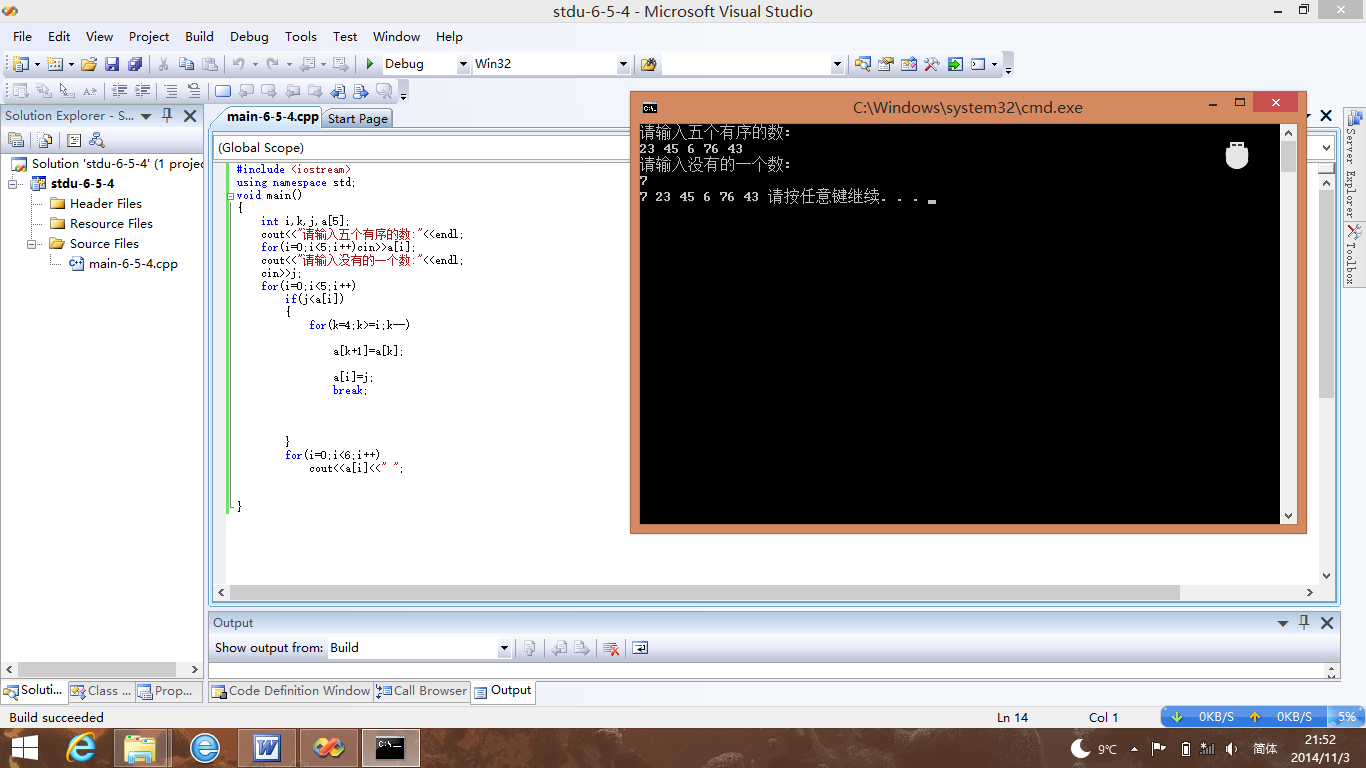 stdu-6-5-4 - Microsoft Visual Studio
File Edit View Project Build Debug Tools Test Window Help
Debug Win32
Solution Explorer - S...
main-6-5-4.cpp Start Page
(Global Scope)
Solution 'stdu-6-5-4' (1 projec
stdu-6-5-4
Header Files
Resource Files
Source Files
main-6-5-4.cpp
#include <iostream>
using namespace std;
void main()
{
int i,k,j,a[5];
cout<<"请输入五个有序的数:"<<endl;
for(i=0;i<5;i++)cin>>a[i];
cout<<"请输入没有的一个数:"<<endl;
cin>>j;
for(i=0;i<5;i++)
if(j<a[i])
{
for(k=4;k>=i;k--)
a[k+1]=a[k];
a[i]=j;
break;
}
for(i=0;i<6;i++)
cout<<a[i]<<" ";
}
C:\Windows\system32\cmd.exe
C:\.
请输入五个有序的数:
23 45 6 76 43
请输入没有的一个数:
7
7 23 45 6 76 43 请按任意键继续. . .
Server Explorer
Toolbox
Output
Show output from: Build
Soluti... Class ... Prop...
Code Definition Window Call Browser Output
Build succeeded
Ln 14 Col 1
0KB/S 0KB/S 5%
9°C 简体
21:52
2014/11/3